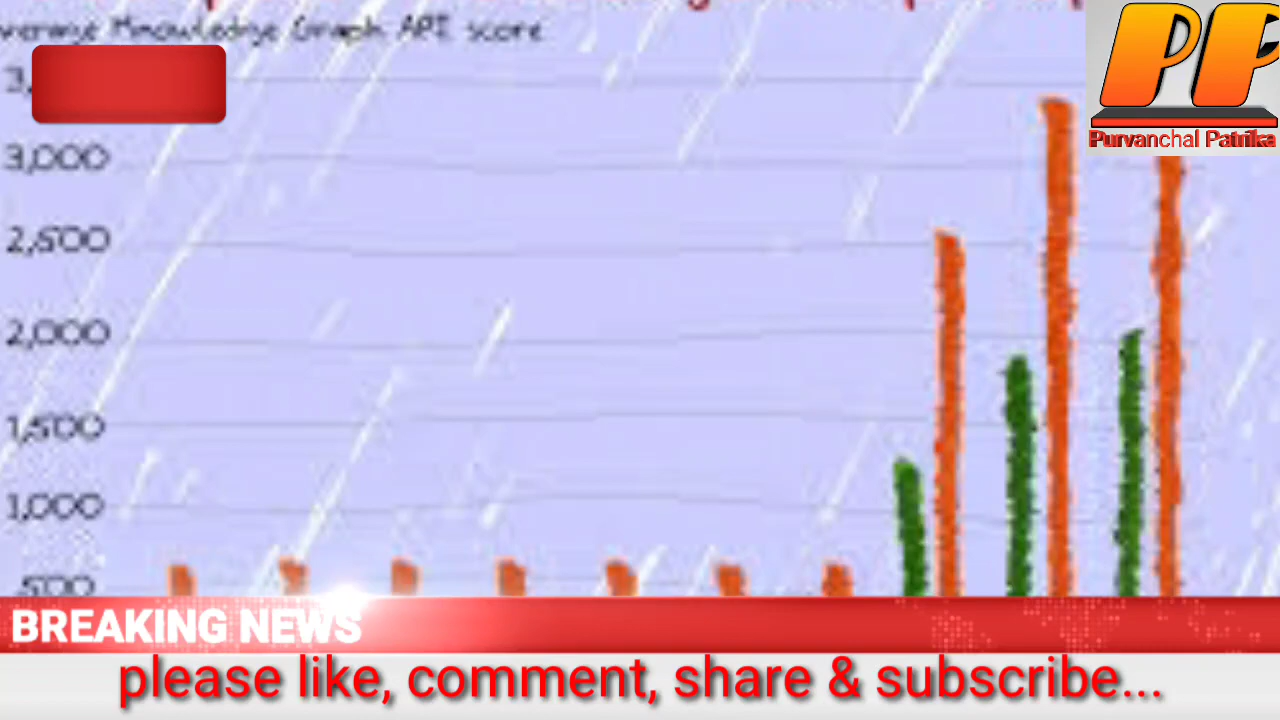 Average Knowledge Graph API score
3,000
2,500
2,000
1,500
1,000
500
PP
Purvanchal Patrika
BREAKING NEWS
please like, comment, share & subscribe...